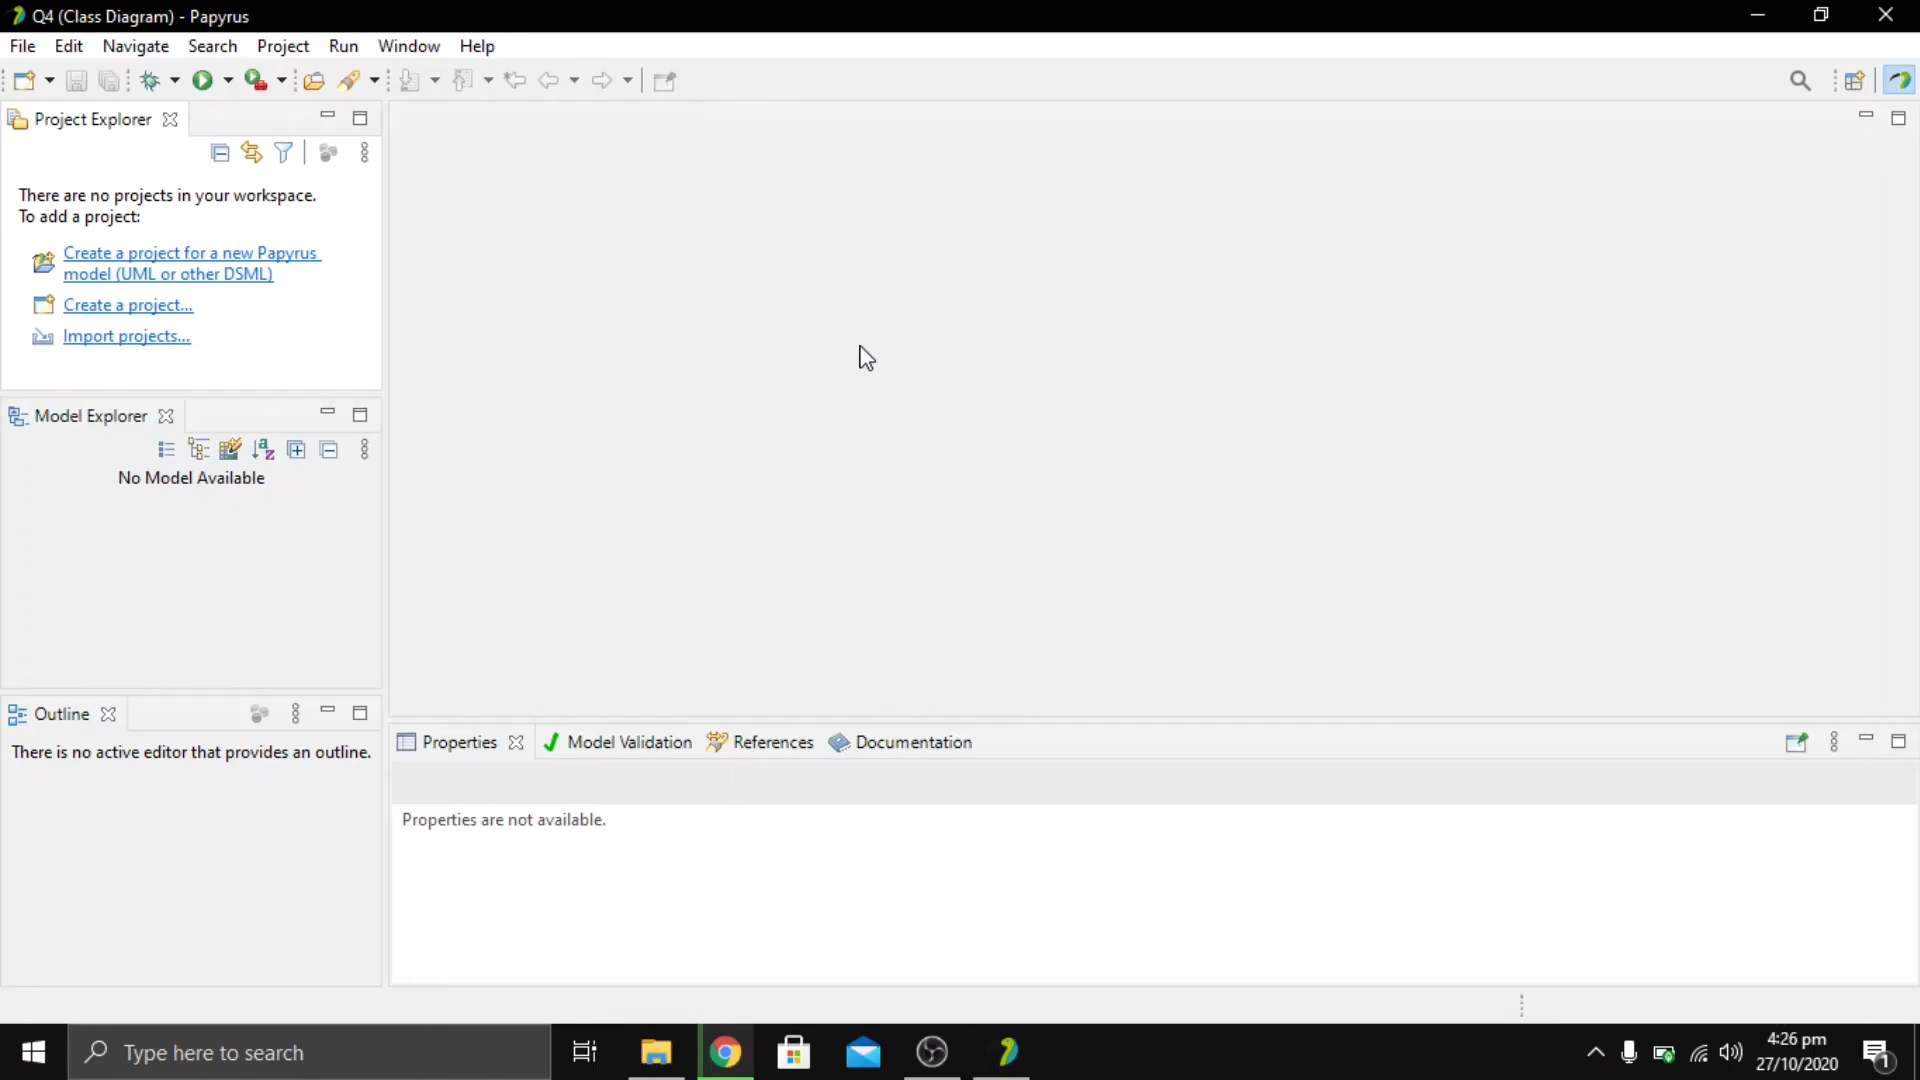 Q4 (Class Diagram) - Papyrus
File Edit Navigate Search Project Run Window Help
Project Explorer
There are no projects in your workspace.
To add a project:
Create a project for a new Papyrus
model (UML or other DSML)
Create a project...
Import projects...
Model Explorer
No Model Available
Outline
There is no active editor that provides an outline.
Properties Model Validation References Documentation
Properties are not available.
Type here to search
4:26 pm
27/10/2020
1